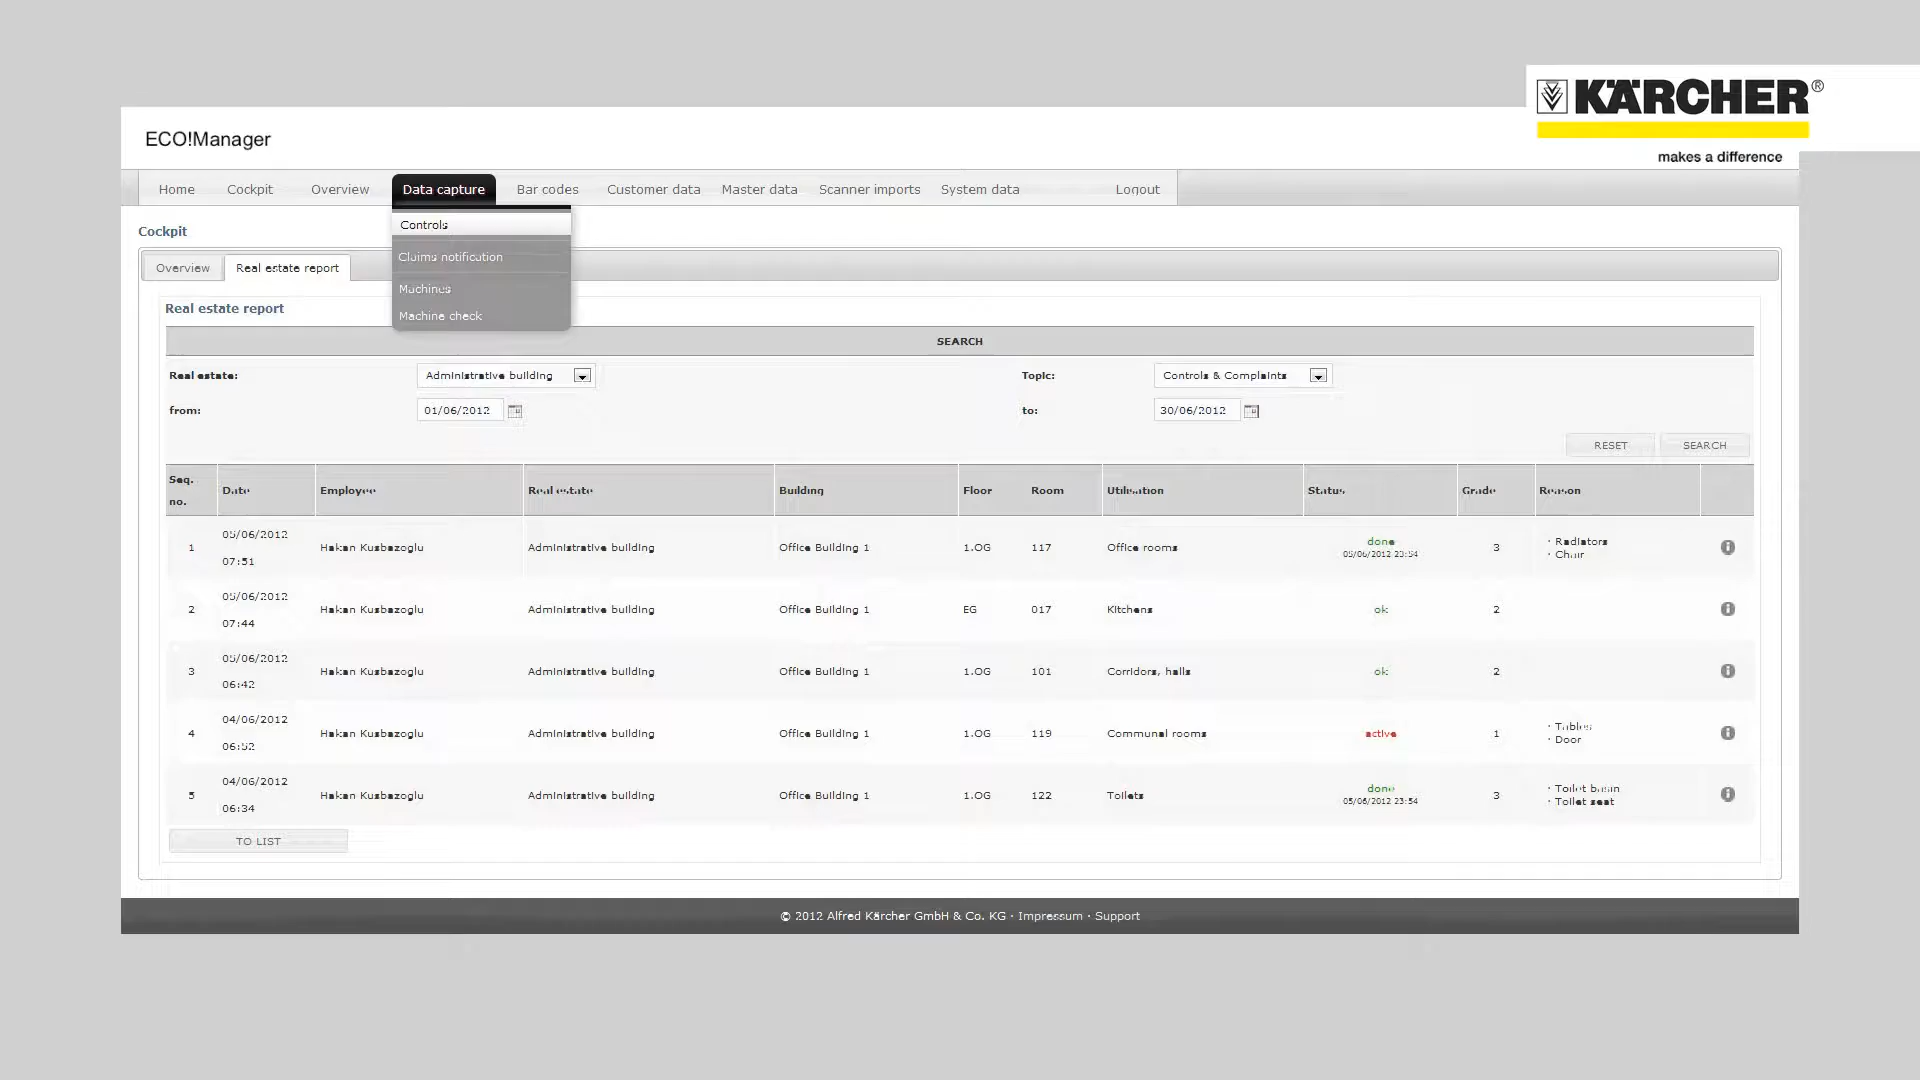 KÄRCHER®
makes a difference
ECO!Manager
Home Cockpit Overview Data capture Bar codes Customer data Master data Scanner imports System data Logout
Controls
Claims notification
Machines
Machine check
Cockpit
Overview Real estate report
Real estate report
SEARCH
Real estate: Administrative building Topic: Controls & Complaints
from: 01/06/2012 to: 30/06/2012
RESET SEARCH
Seq. no. Date Employee Real estate Building Floor Room Utilisation Status Grade Reason
1 05/06/2012 07:51 Hakan Kusbazoglu Administrative building Office Building 1 1.OG 117 Office rooms done 05/06/2012 23:54 3 · Radiators · Chair
2 05/06/2012 07:44 Hakan Kusbazoglu Administrative building Office Building 1 EG 017 Kitchens ok 2
3 05/06/2012 06:42 Hakan Kusbazoglu Administrative building Office Building 1 1.OG 101 Corridors, halls ok 2
4 04/06/2012 06:52 Hakan Kusbazoglu Administrative building Office Building 1 1.OG 119 Communal rooms active 1 · Tables · Door
5 04/06/2012 06:34 Hakan Kusbazoglu Administrative building Office Building 1 1.OG 122 Toilets done 05/06/2012 23:54 3 · Toilet basin · Toilet seat
TO LIST
© 2012 Alfred Kärcher GmbH & Co. KG · Impressum · Support